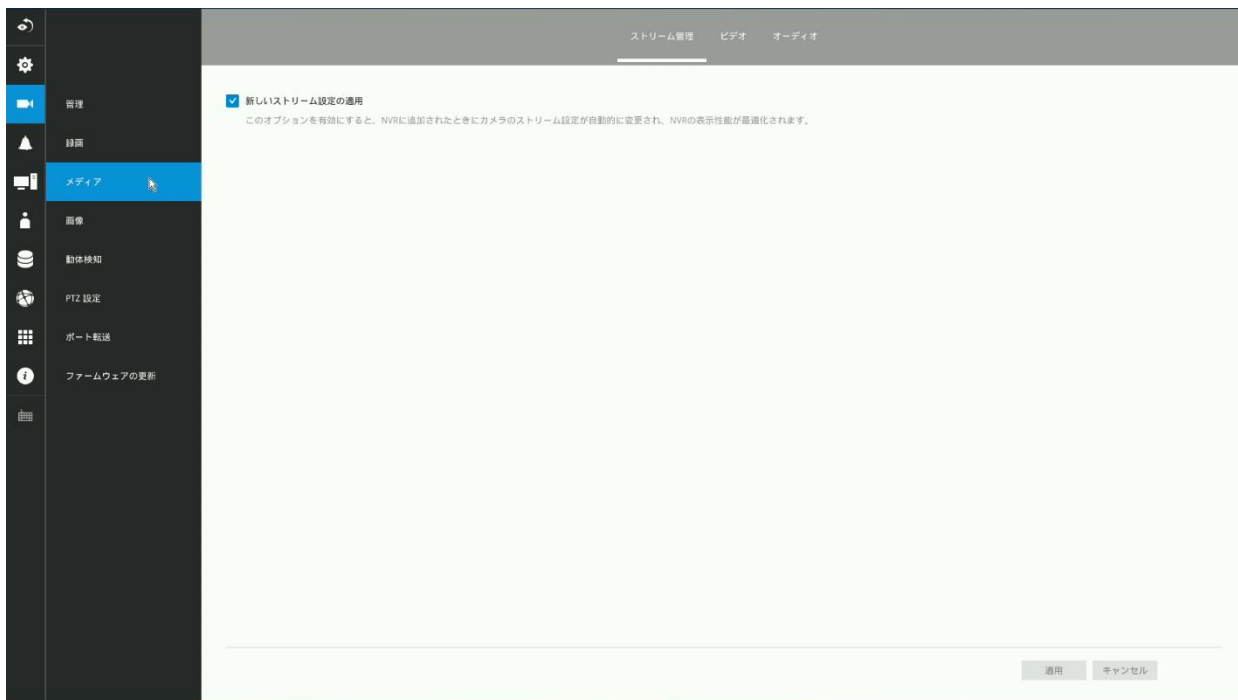 ストリーム管理 ビデオ オーディオ
新しいストリーム設定の適用
このオプションを有効にすると、NVRに追加されたときにカメラのストリーム設定が自動的に変更され、NVRの表示性能が最適化されます。
管理
録画
メディア
画像
動体検知
PTZ 設定
ポート転送
ファームウェアの更新
適用 キャンセル